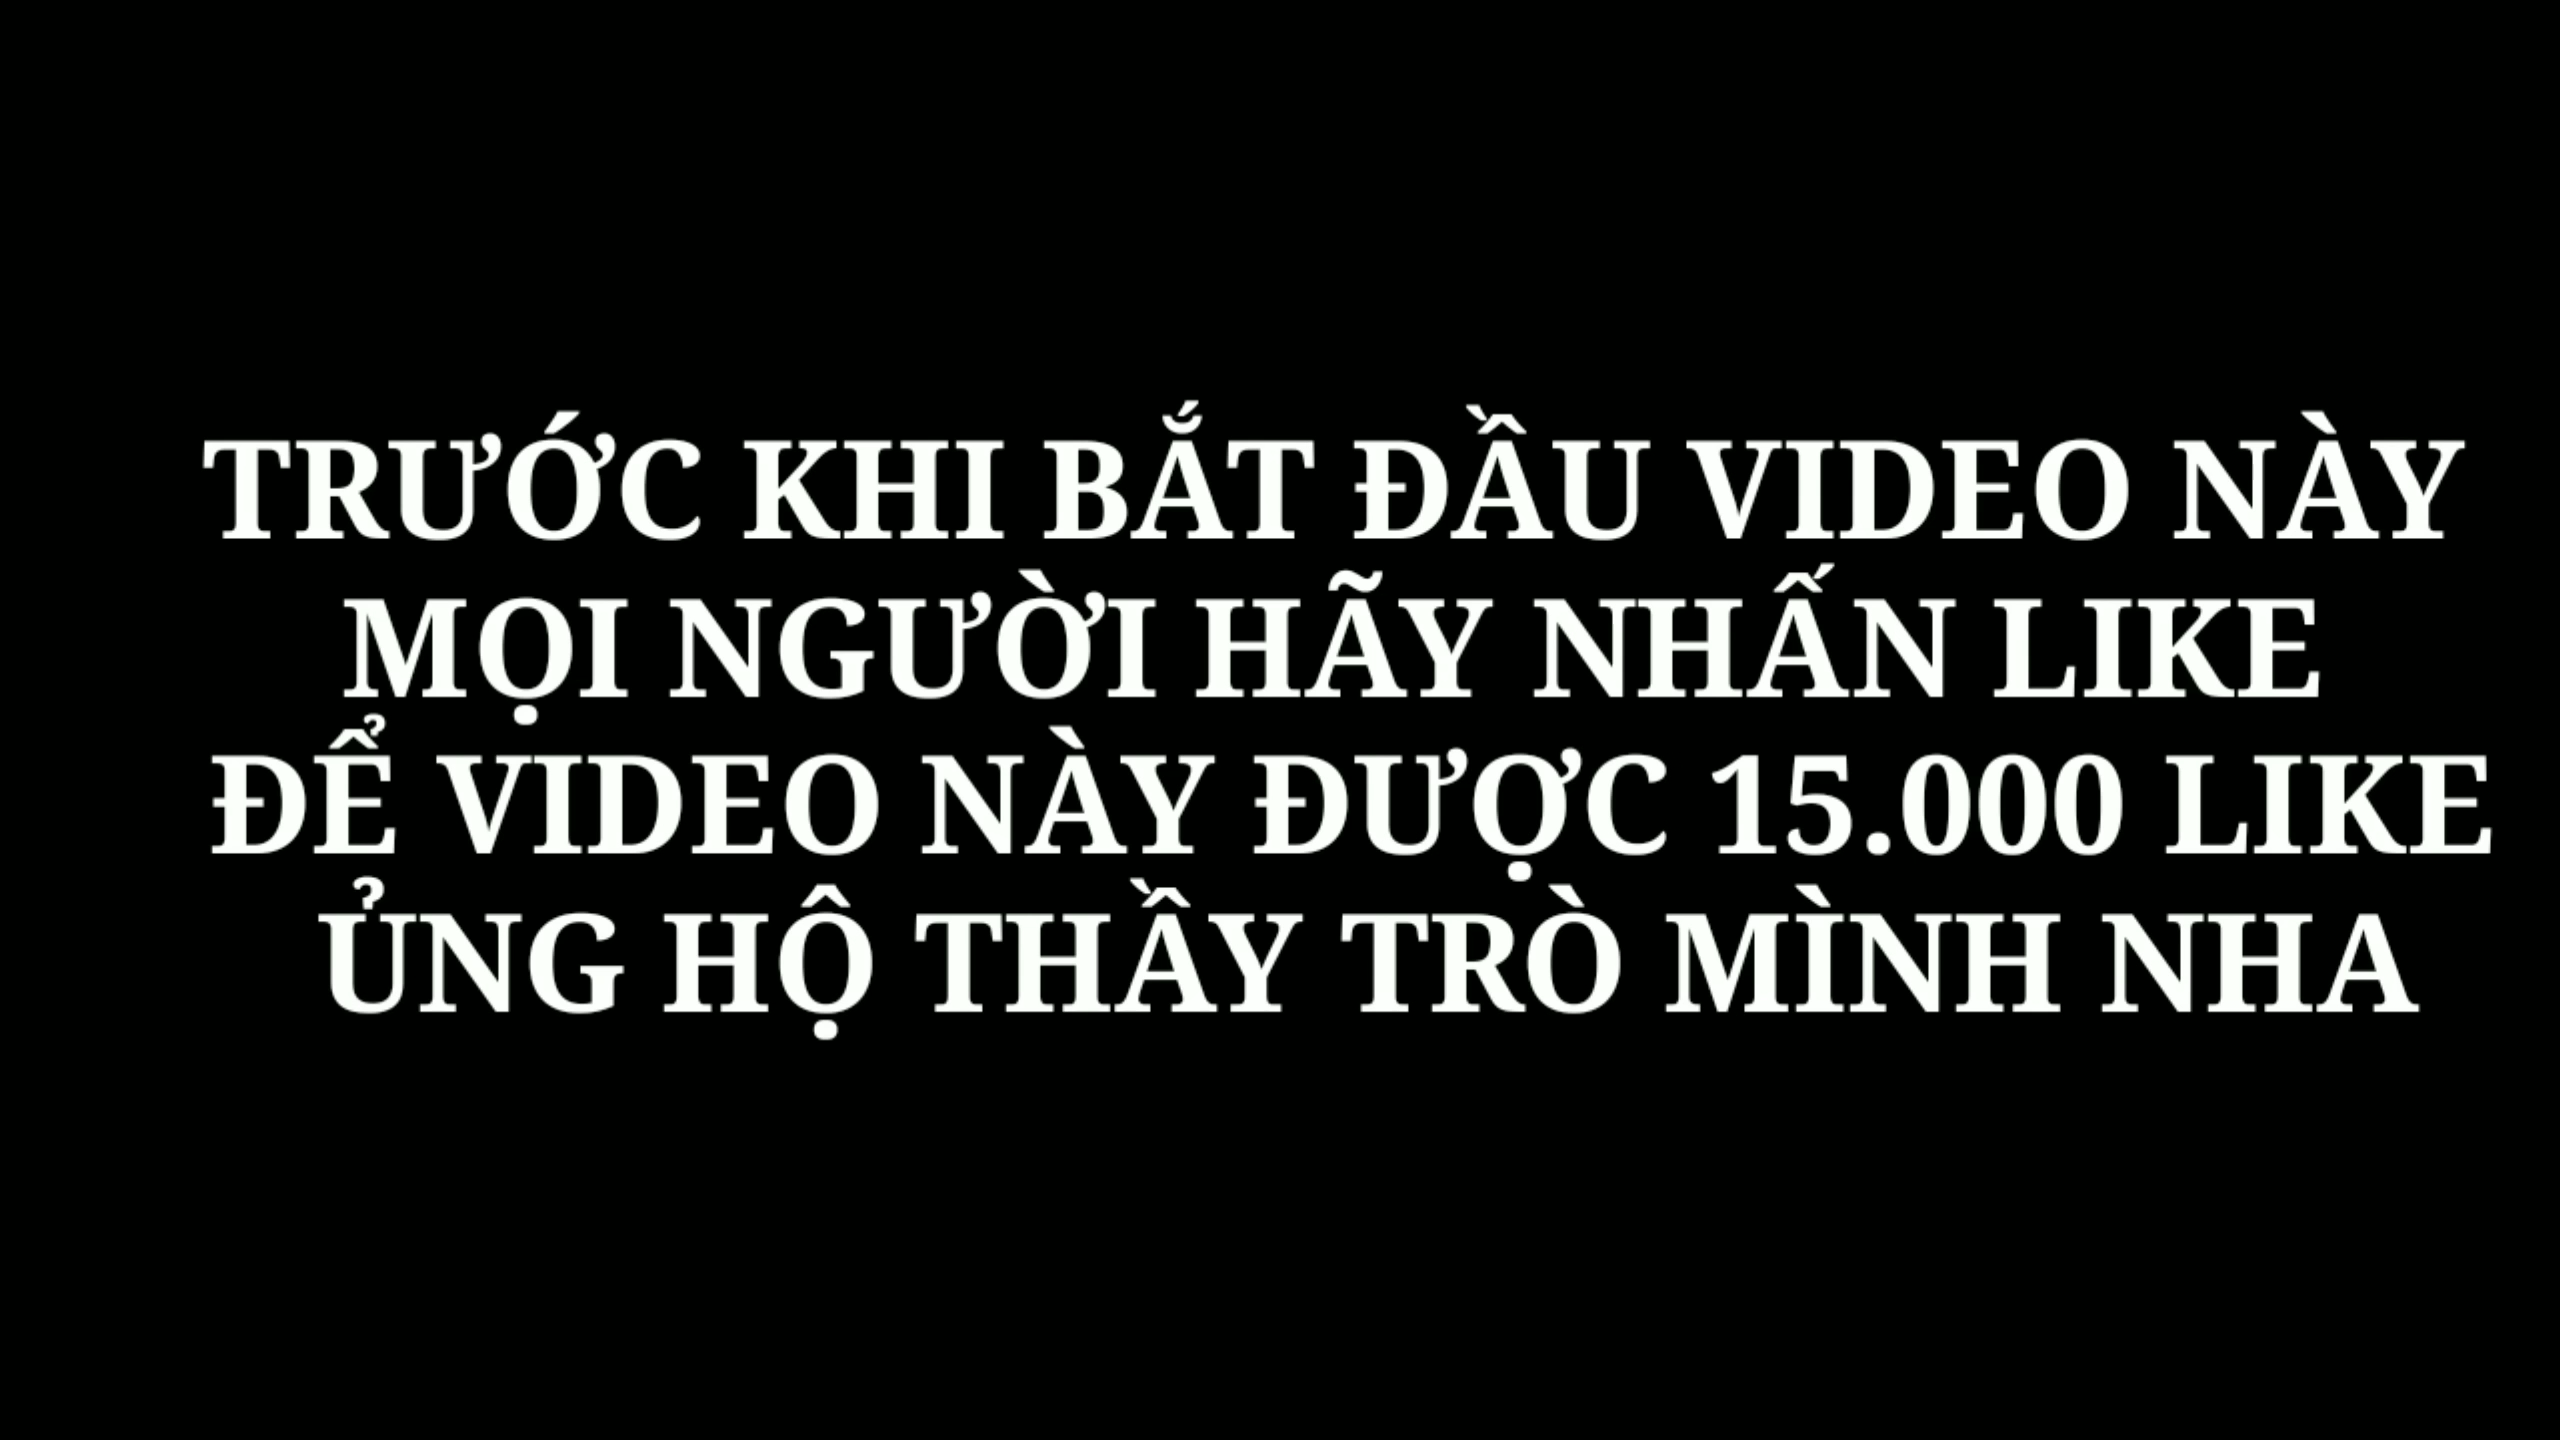 TRƯỚC KHI BẮT ĐẦU VIDEO NÀY
MỌI NGƯỜI HÃY NHẤN LIKE
ĐỂ VIDEO NÀY ĐƯỢC 15.000 LIKE
ỦNG HỘ THẦY TRÒ MÌNH NHA